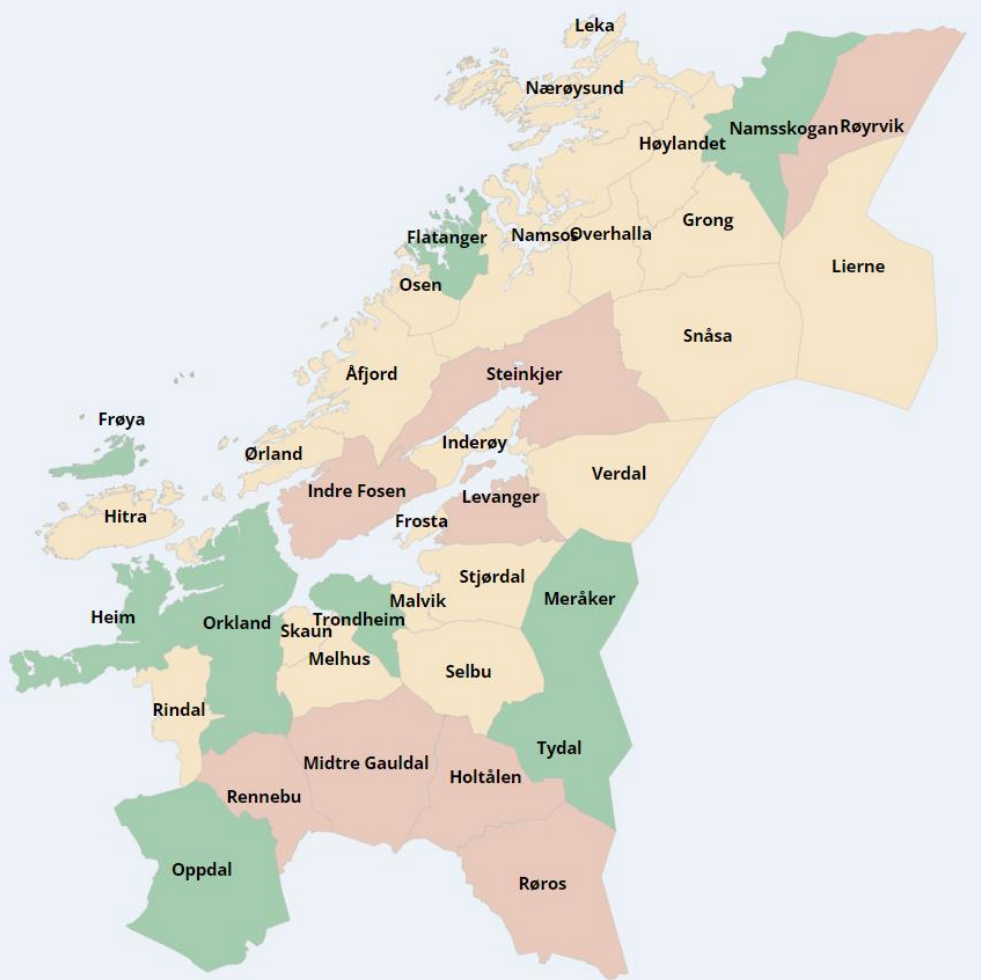 Leka
Nærøysund
Namsskogan
Røyrvik
Høylandet
Grong
Flatanger
Namsos
Overhalla
Lierne
Osen
Snåsa
Åfjord
Steinkjer
Frøya
Ørland
Inderøy
Verdal
Indre Fosen
Levanger
Hitra
Frosta
Stjørdal
Meråker
Malvik
Heim
Orkland
Trondheim
Skaun
Melhus
Selbu
Rindal
Tydal
Midtre Gauldal
Holtålen
Rennebu
Oppdal
Røros